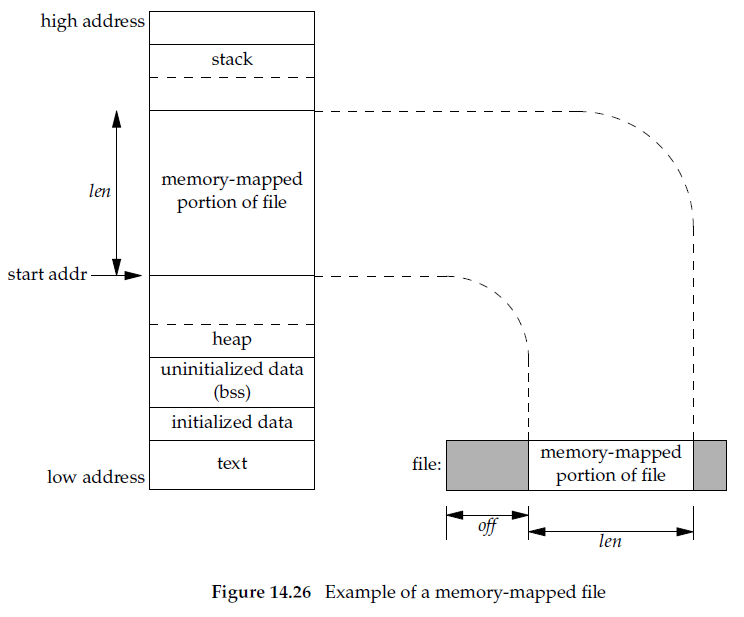 high address
stack
len
memory-mapped
portion of file
start addr
heap
uninitialized data
(bss)
initialized data
text
low address
file:
memory-mapped
portion of file
off
len
Figure 14.26 Example of a memory-mapped file